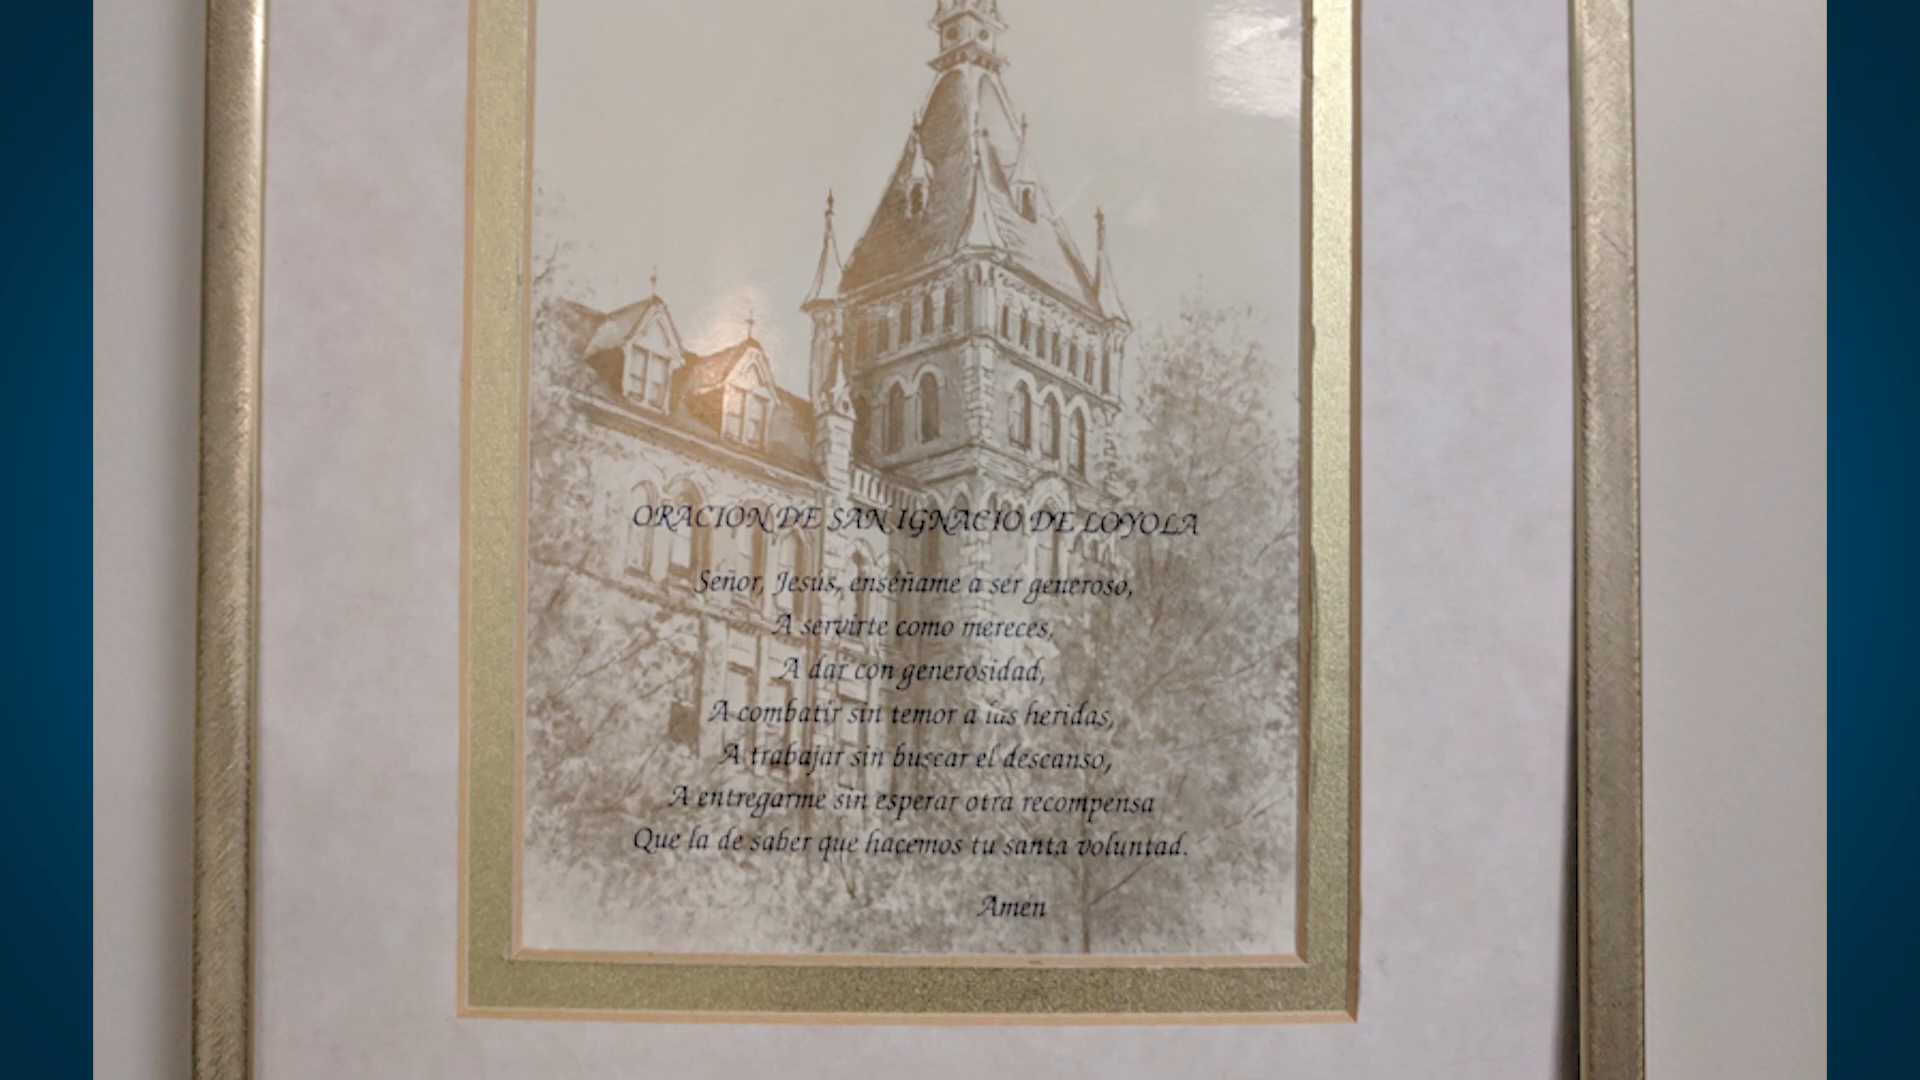 ORACION DE SAN IGNACIO DE LOYOLA
Señor, Jesús, enséñame a ser generoso,
A servirte como mereces,
A dar con generosidad,
A combatir sin temor a las heridas,
A trabajar sin buscar el descanso,
A entregarme sin esperar otra recompensa
Que la de saber que hacemos tu santa voluntad.
Amen